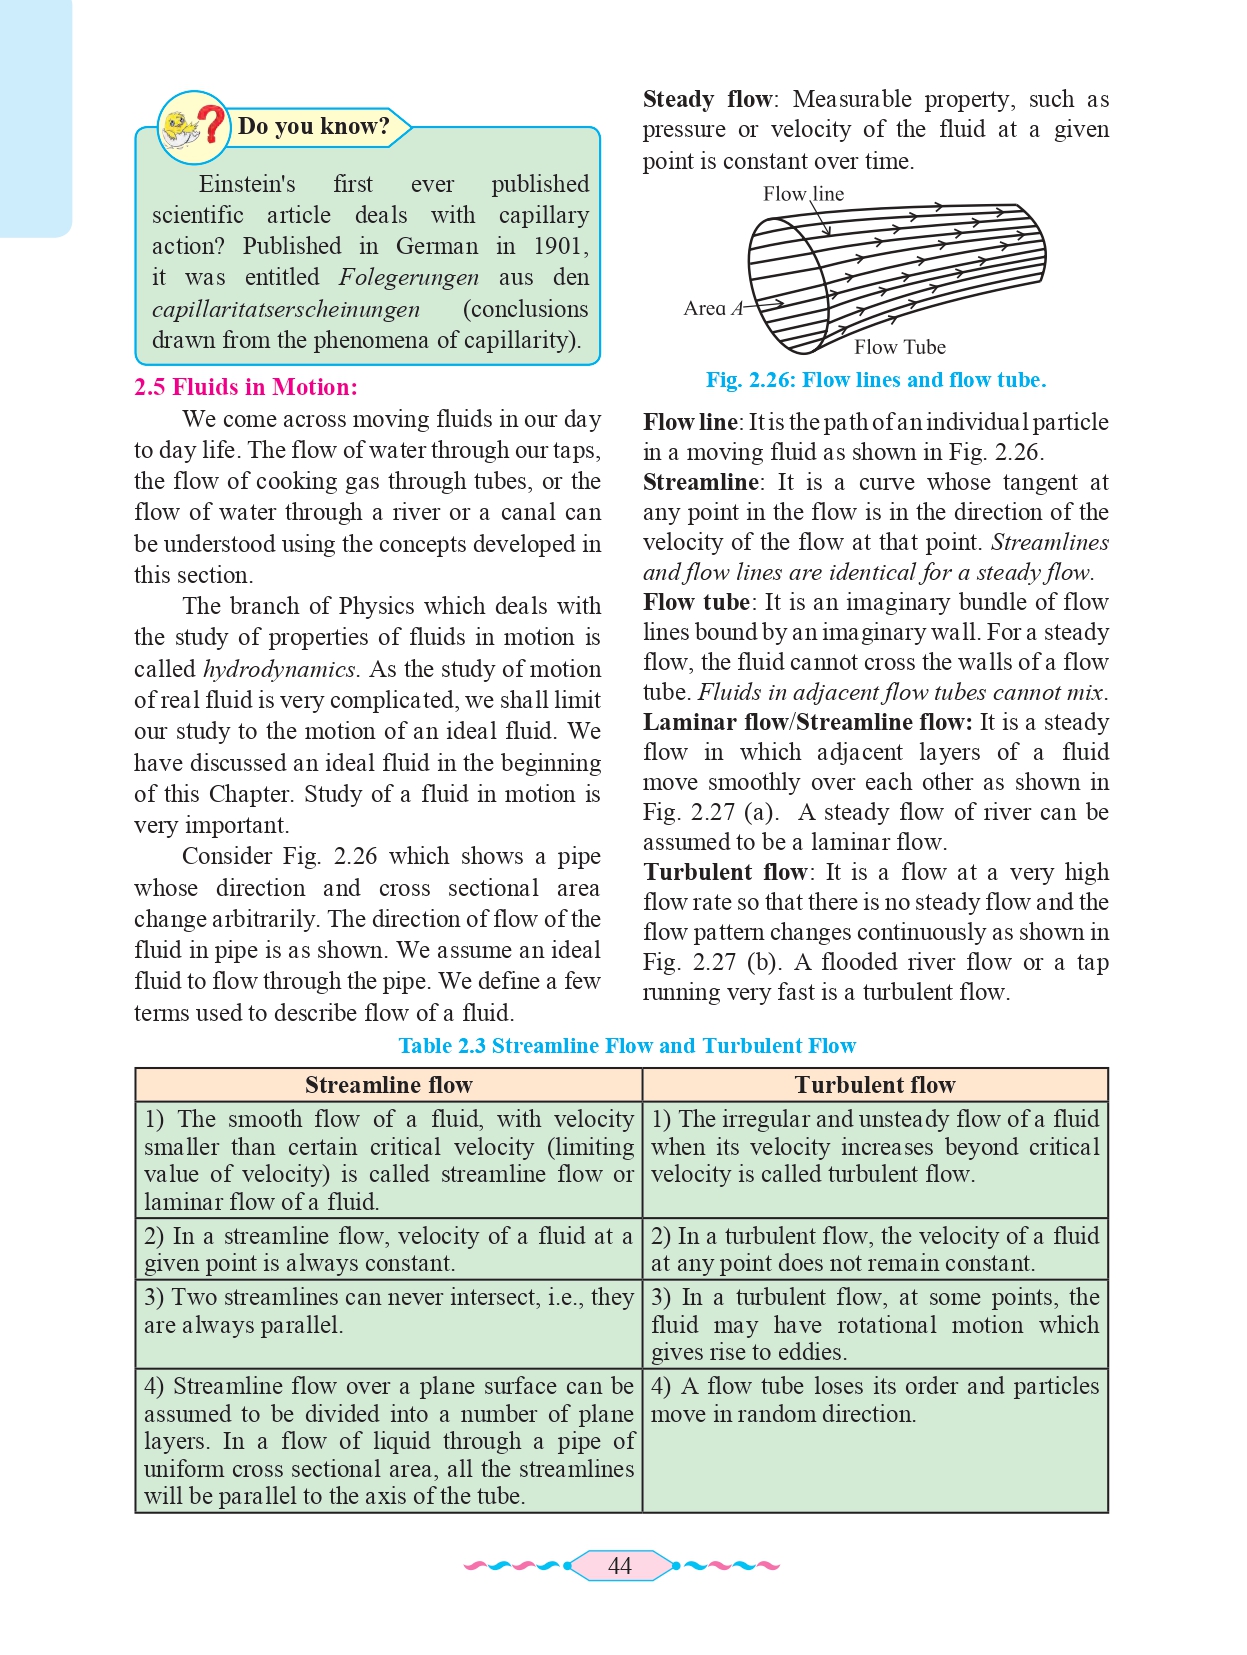 Do you know?
Einstein's first ever published
scientific article deals with capillary
action? Published in German in 1901,
it was entitled Folegerungen aus den
capillaritatserscheinungen (conclusions
drawn from the phenomena of capillarity).
2.5 Fluids in Motion:
We come across moving fluids in our day
to day life. The flow of water through our taps,
the flow of cooking gas through tubes, or the
flow of water through a river or a canal can
be understood using the concepts developed in
this section.
The branch of Physics which deals with
the study of properties of fluids in motion is
called hydrodynamics. As the study of motion
of real fluid is very complicated, we shall limit
our study to the motion of an ideal fluid. We
have discussed an ideal fluid in the beginning
of this Chapter. Study of a fluid in motion is
very important.
Consider Fig. 2.26 which shows a pipe
whose direction and cross sectional area
change arbitrarily. The direction of flow of the
fluid in pipe is as shown. We assume an ideal
fluid to flow through the pipe. We define a few
terms used to describe flow of a fluid.
Steady flow: Measurable property, such as
pressure or velocity of the fluid at a given
point is constant over time.
Flow line
Area A
Flow Tube
Fig. 2.26: Flow lines and flow tube.
Flow line: It is the path of an individual particle
in a moving fluid as shown in Fig. 2.26.
Streamline: It is a curve whose tangent at
any point in the flow is in the direction of the
velocity of the flow at that point. Streamlines
and flow lines are identical for a steady flow.
Flow tube: It is an imaginary bundle of flow
lines bound by an imaginary wall. For a steady
flow, the fluid cannot cross the walls of a flow
tube. Fluids in adjacent flow tubes cannot mix.
Laminar flow/Streamline flow: It is a steady
flow in which adjacent layers of a fluid
move smoothly over each other as shown in
Fig. 2.27 (a). A steady flow of river can be
assumed to be a laminar flow.
Turbulent flow: It is a flow at a very high
flow rate so that there is no steady flow and the
flow pattern changes continuously as shown in
Fig. 2.27 (b). A flooded river flow or a tap
running very fast is a turbulent flow.
Table 2.3 Streamline Flow and Turbulent Flow
Streamline flow
Turbulent flow
1) The smooth flow of a fluid, with velocity
smaller than certain critical velocity (limiting
value of velocity) is called streamline flow or
laminar flow of a fluid.
1) The irregular and unsteady flow of a fluid
when its velocity increases beyond critical
velocity is called turbulent flow.
2) In a streamline flow, velocity of a fluid at a
given point is always constant.
2) In a turbulent flow, the velocity of a fluid
at any point does not remain constant.
3) Two streamlines can never intersect, i.e., they
are always parallel.
3) In a turbulent flow, at some points, the
fluid may have rotational motion which
gives rise to eddies.
4) Streamline flow over a plane surface can be
assumed to be divided into a number of plane
layers. In a flow of liquid through a pipe of
uniform cross sectional area, all the streamlines
will be parallel to the axis of the tube.
4) A flow tube loses its order and particles
move in random direction.
44